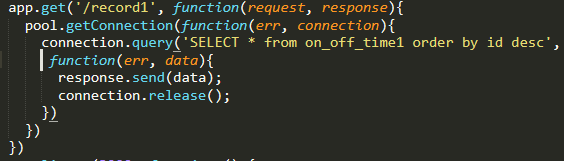 app.get('/record1', function(request, response){
pool.getConnection(function(err, connection){
connection.query('SELECT * from on_off_time1 order by id desc',
function(err, data){
response.send(data);
connection.release();
})
})
})